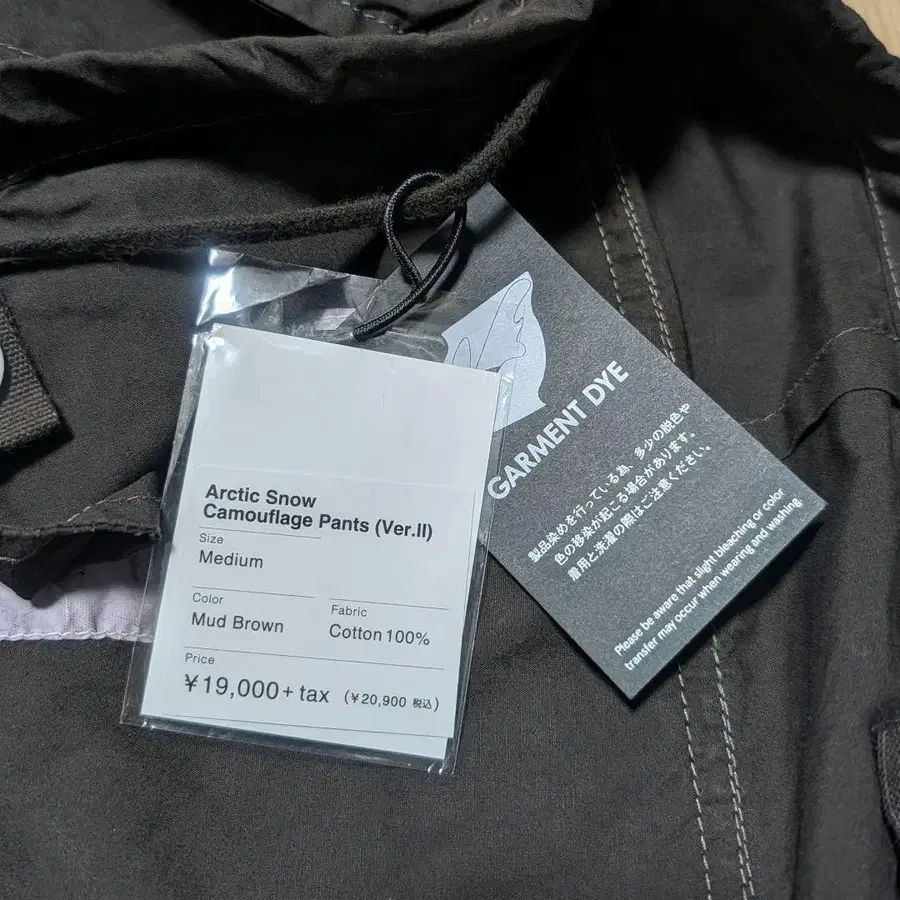 Arctic Snow
Camouflage Pants (Ver.II)
Size
Medium
Color
Mud Brown
Fabric
Cotton 100%
Price
¥19,000 + tax (¥20,900 税込)
GARMENT DYE
製品染めを行っている為、多少の脱色や
色の移染が起こる場合があります。
着用と洗濯の際はご注意ください。
Please be aware that slight bleaching or color
transfer may occur when wearing and washing.